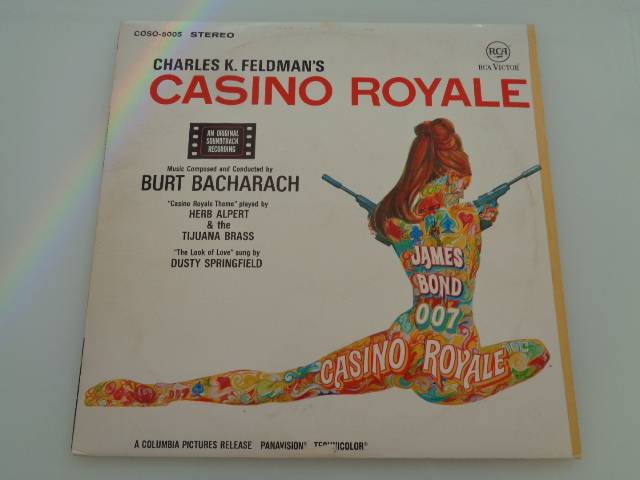 COSO-5005 STEREO
RCA
RCA VICTOR
CHARLES K. FELDMAN'S
CASINO ROYALE
AN ORIGINAL
SOUNDTRACK
RECORDING
Music Composed and Conducted by
BURT BACHARACH
"Casino Royale Theme" played by
HERB ALPERT
& the
TIJUANA BRASS
"The Look of Love" sung by
DUSTY SPRINGFIELD
JAMES
BOND
007
CASINO ROYALE
A COLUMBIA PICTURES RELEASE PANAVISION®